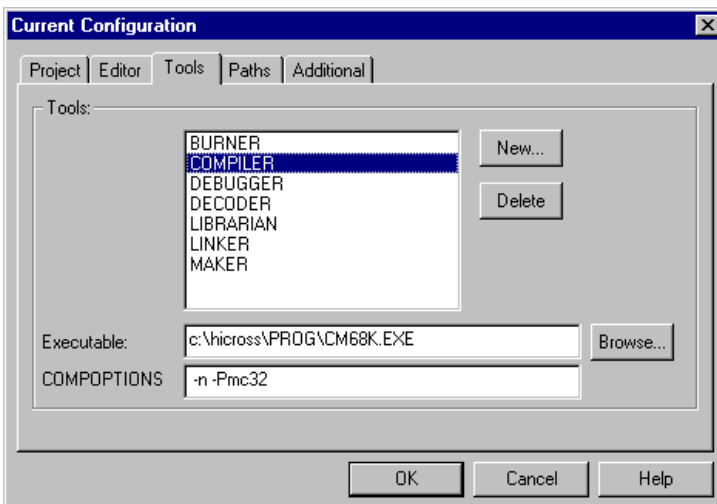 Current Configuration
Project Editor Tools Paths Additional
Tools:
BURNER
COMPILER
DEBUGGER
DECODER
LIBRARIAN
LINKER
MAKER
New...
Delete
Executable: c:\hicross\PROG\CM68K.EXE Browse...
COMPOPTIONS -n -Pmc32
OK Cancel Help